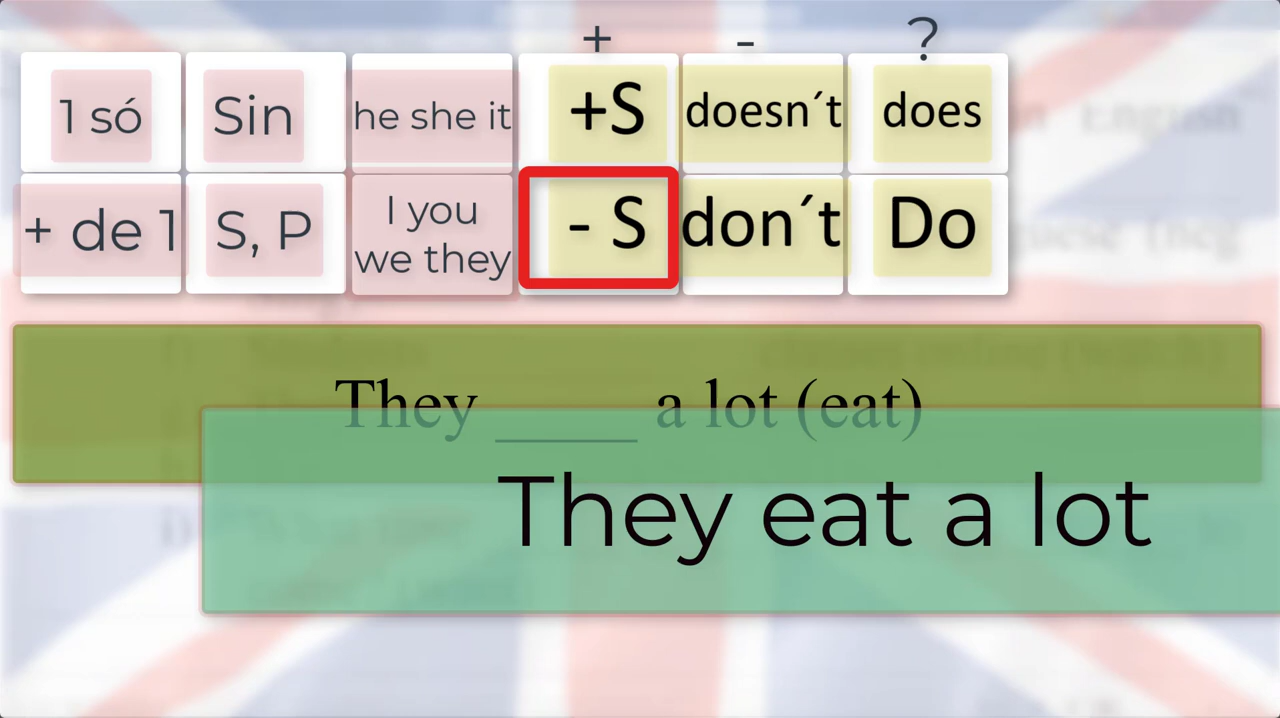 + - ?
1 só Sin he she it +S doesn´t does
+ de 1 S, P I you we they - S don´t Do
They _____ a lot (eat)
They eat a lot